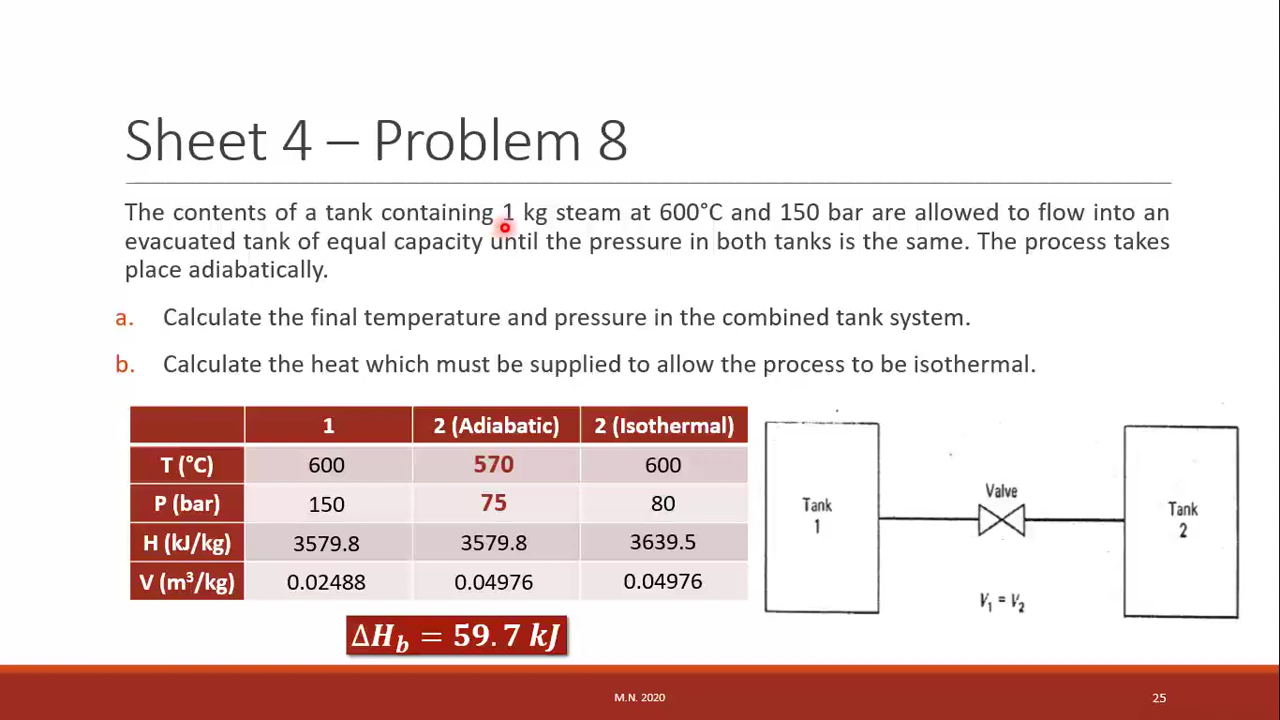 Sheet 4 – Problem 8
The contents of a tank containing 1 kg steam at 600°C and 150 bar are allowed to flow into an
evacuated tank of equal capacity until the pressure in both tanks is the same. The process takes
place adiabatically.
a. Calculate the final temperature and pressure in the combined tank system.
b. Calculate the heat which must be supplied to allow the process to be isothermal.
1 2 (Adiabatic) 2 (Isothermal)
T (°C) 600 570 600
P (bar) 150 75 80
H (kJ/kg) 3579.8 3579.8 3639.5
V (m³/kg) 0.02488 0.04976 0.04976
ΔH_b = 59.7 kJ
Tank
1
Valve
V₁ = V₂
Tank
2
M.N. 2020
25